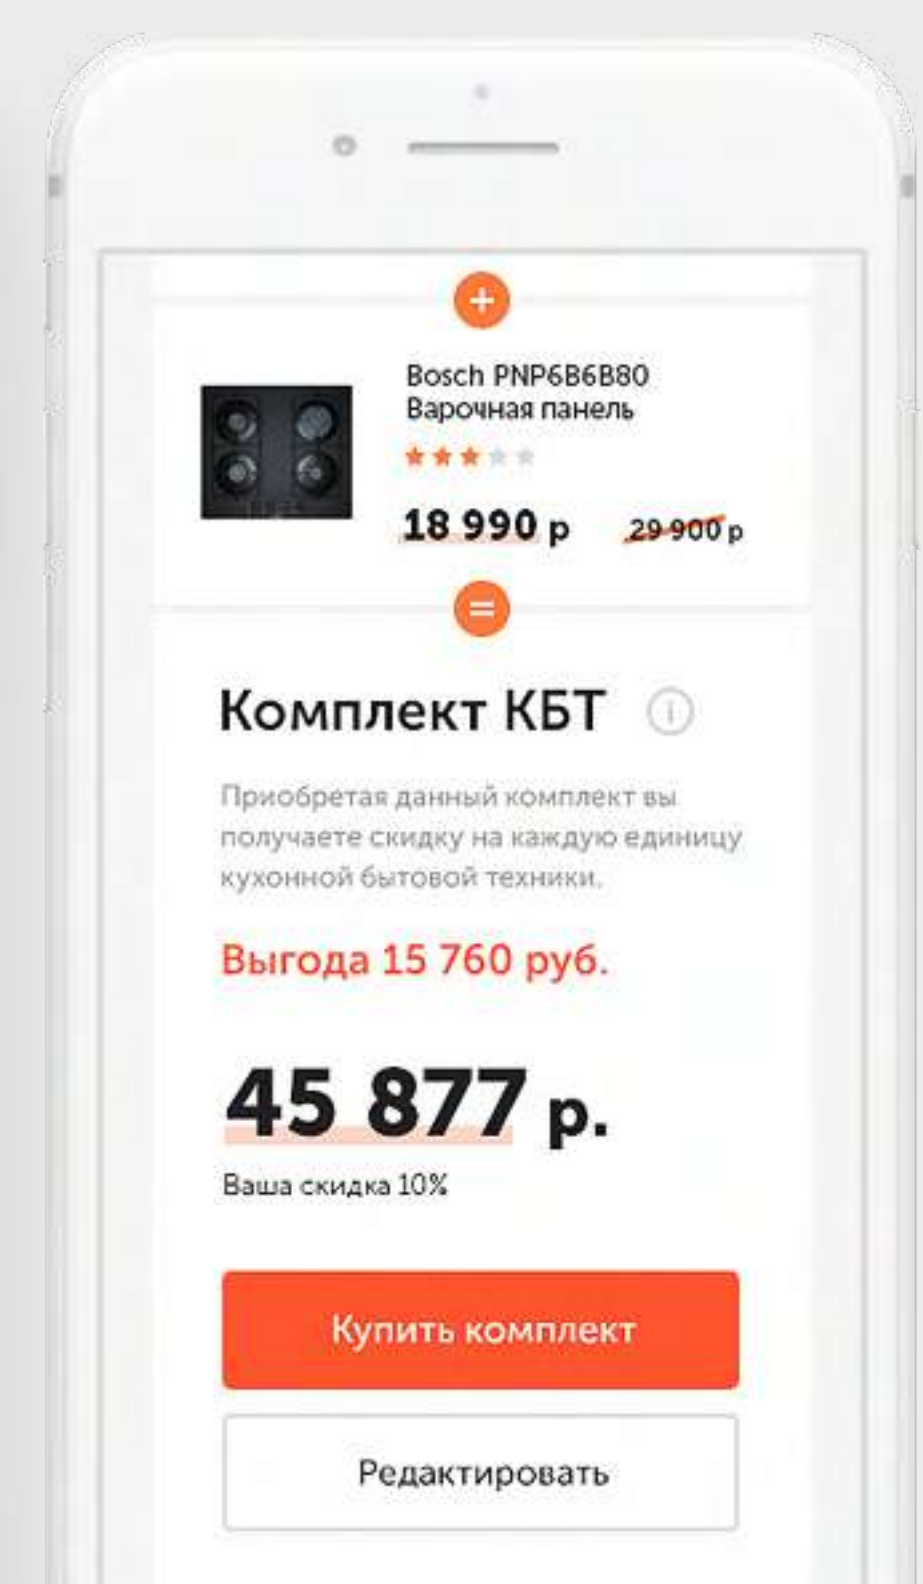 +
Bosch PNP6B6B80
Варочная панель
18 990 р 29 900 р
=
Комплект КБТ i
Приобретая данный комплект вы
получаете скидку на каждую единицу
кухонной бытовой техники.
Выгода 15 760 руб.
45 877 р.
Ваша скидка 10%
Купить комплект
Редактировать